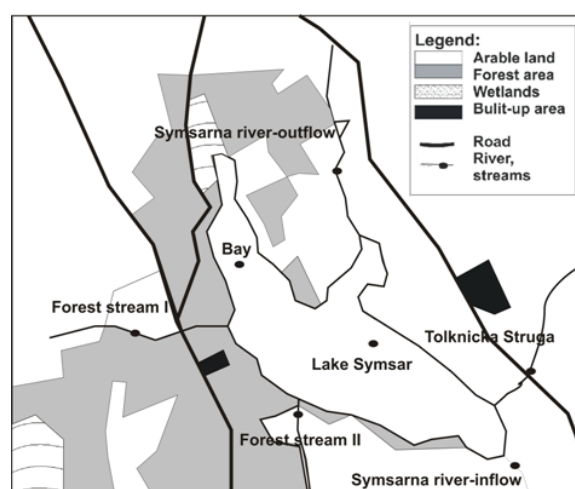 Legend:
Arable land
Forest area
Wetlands
Bulit-up area
Road
River,
streams
Symsarna river-outflow
Bay
Forest stream I
Tolknicka Struga
Lake Symsar
Forest stream II
Symsarna river-inflow